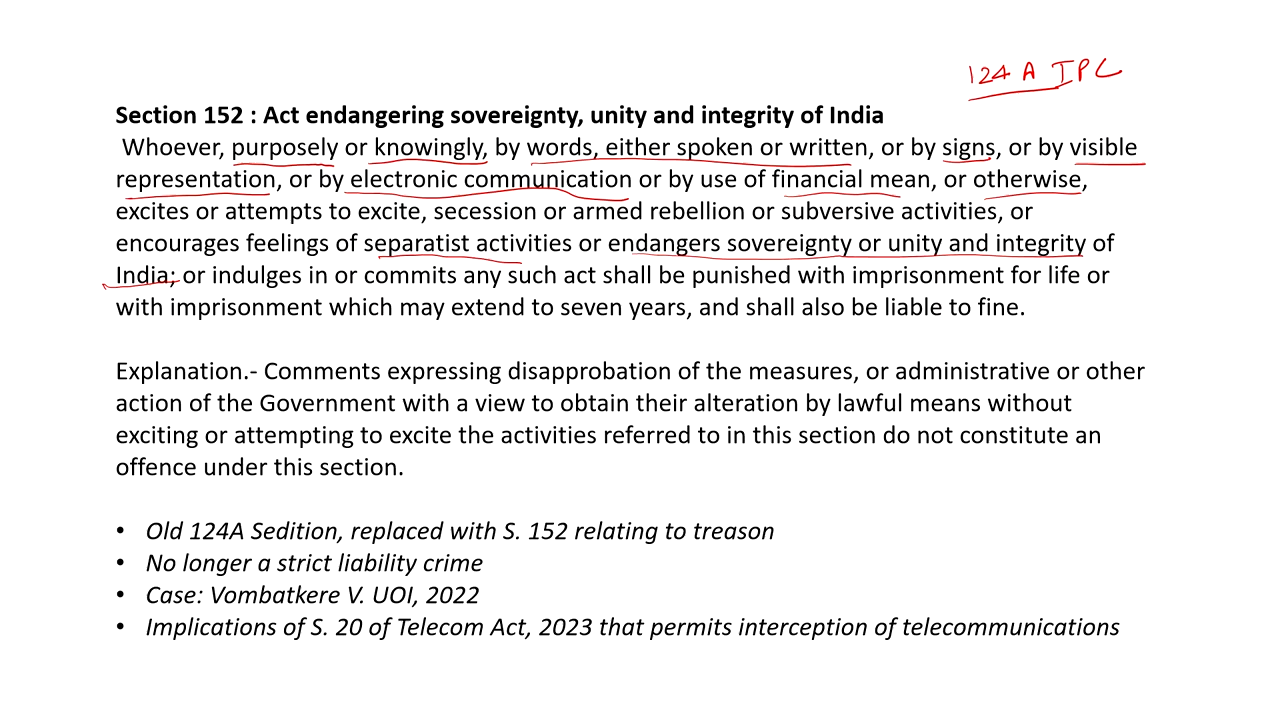 124 A IPC
Section 152 : Act endangering sovereignty, unity and integrity of India
Whoever, purposely or knowingly, by words, either spoken or written, or by signs, or by visible
representation, or by electronic communication or by use of financial mean, or otherwise,
excites or attempts to excite, secession or armed rebellion or subversive activities, or
encourages feelings of separatist activities or endangers sovereignty or unity and integrity of
India; or indulges in or commits any such act shall be punished with imprisonment for life or
with imprisonment which may extend to seven years, and shall also be liable to fine.
Explanation.- Comments expressing disapprobation of the measures, or administrative or other
action of the Government with a view to obtain their alteration by lawful means without
exciting or attempting to excite the activities referred to in this section do not constitute an
offence under this section.
• Old 124A Sedition, replaced with S. 152 relating to treason
• No longer a strict liability crime
• Case: Vombatkere V. UOI, 2022
• Implications of S. 20 of Telecom Act, 2023 that permits interception of telecommunications